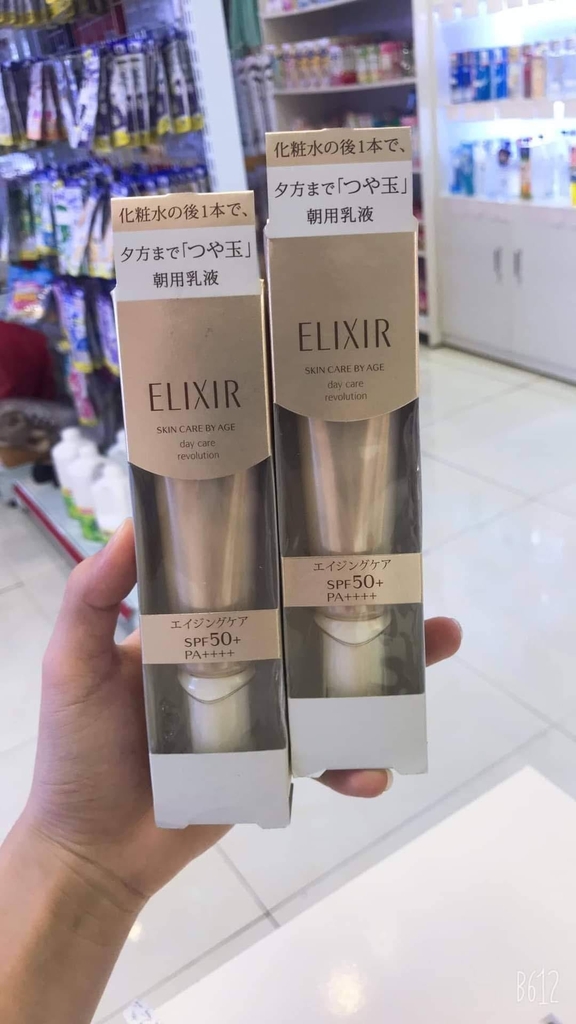 化粧水の後1本で、
夕方まで「つや玉」
朝用乳液
ELIXIR
SKIN CARE BY AGE
day care
revolution
エイジングケア
SPF50+
PA++++
化粧水の後1本で、
夕方まで「つや玉」
朝用乳液
ELIXIR
SKIN CARE BY AGE
day care
revolution
エイジングケア
SPF50+
PA++++
B612